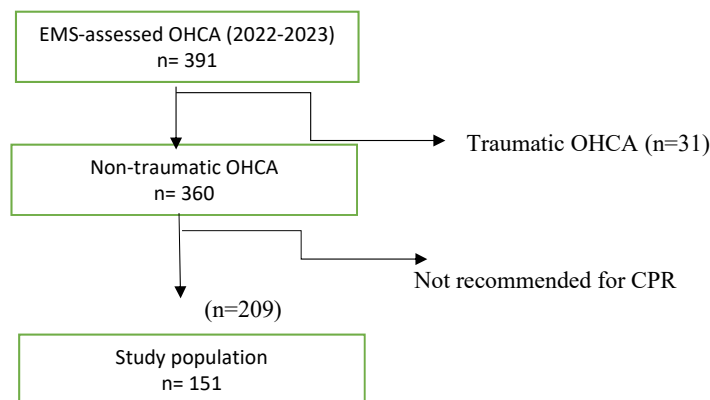 EMS-assessed OHCA (2022-2023)
n= 391
Traumatic OHCA (n=31)
Non-traumatic OHCA
n= 360
Not recommended for CPR
(n=209)
Study population
n= 151